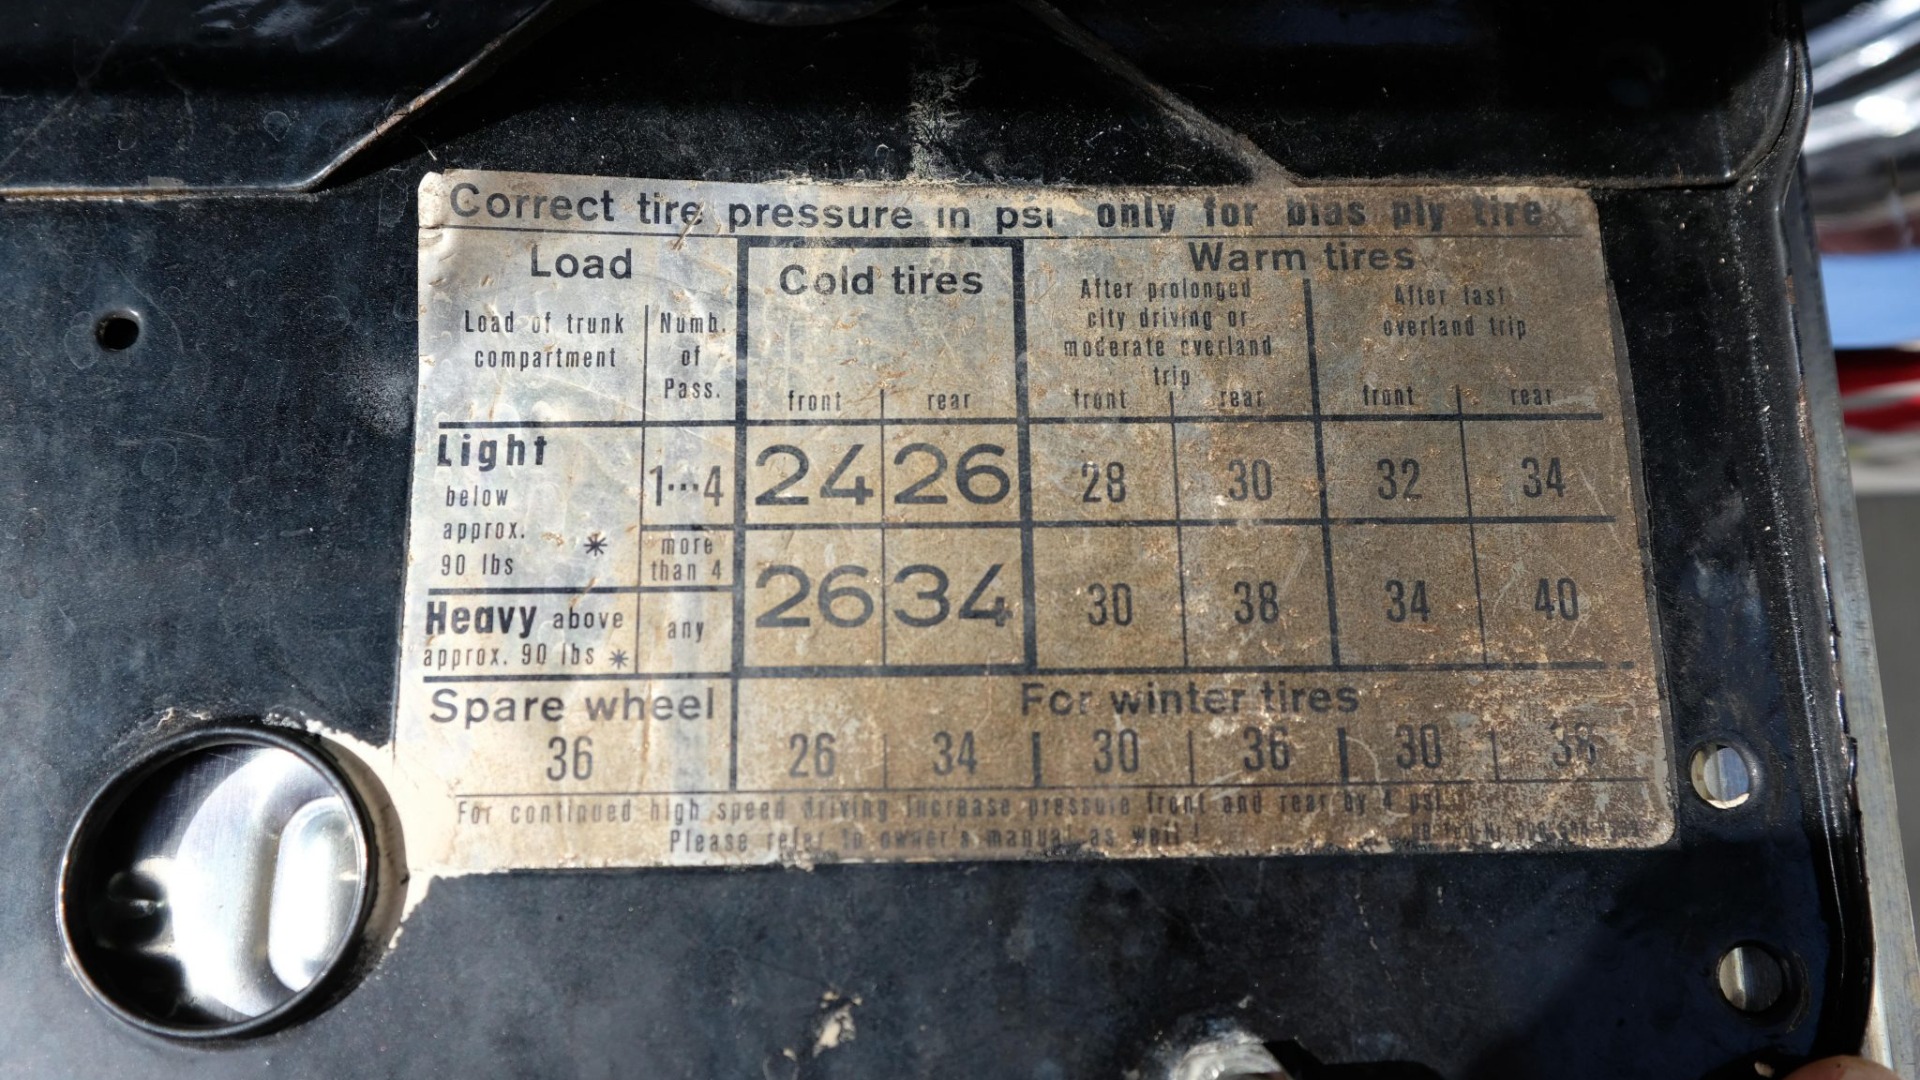 Correct tire pressure in psi only for bias ply tires
Load
Cold tires
Warm tires
Load of trunk compartment
Numb. of Pass.
After prolonged
city driving or
moderate overland
trip
After fast
overland trip
front rear front rear front rear
Light
below
approx.
90 lbs *
1...4 24 26 28 30 32 34
more
than 4
Heavy above
approx. 90 lbs *
any
26 34 30 38 34 40
Spare wheel
For winter tires
36 26 34 30 36 30 38
For continued high speed driving increase pressure front and rear by 4 psi.
Please refer to owner's manual as well!